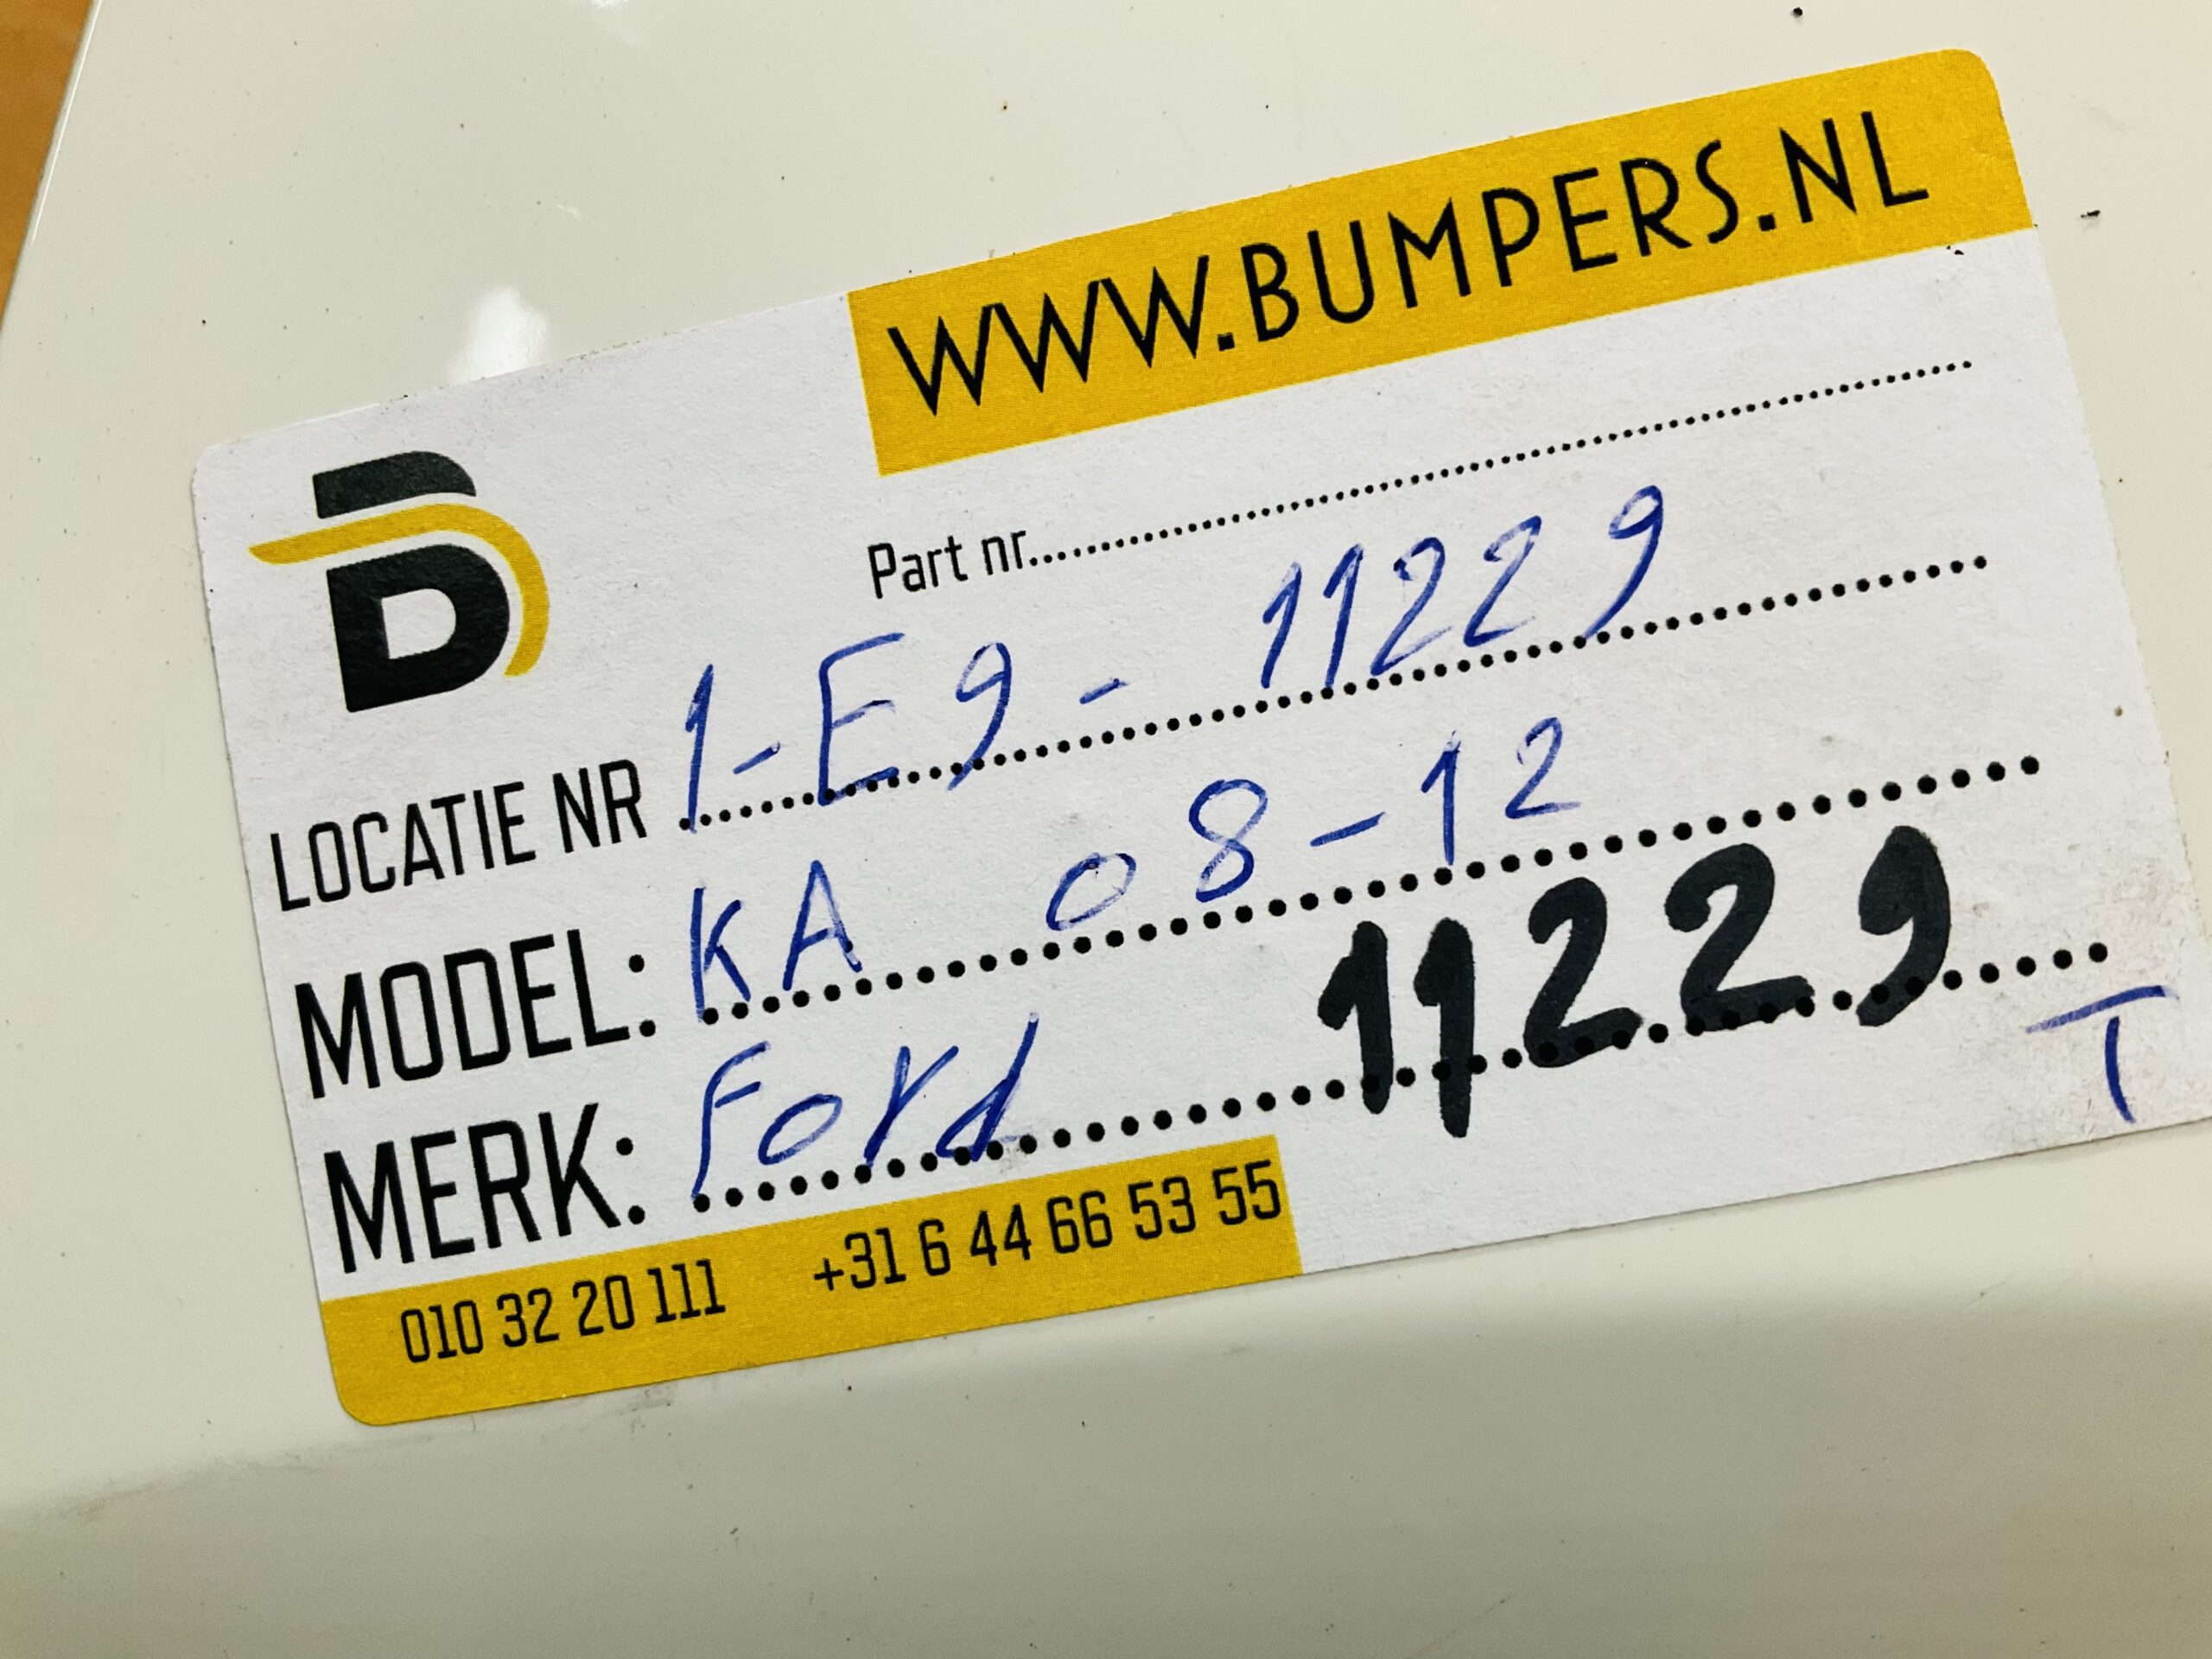 WWW.BUMPERS.NL
B
Part nr......................................................
LOCATIE NR 1-E9 - 11229
MODEL: KA 08-12
MERK: Ford 11229
T
010 32 20 111 +31 6 44 66 53 55